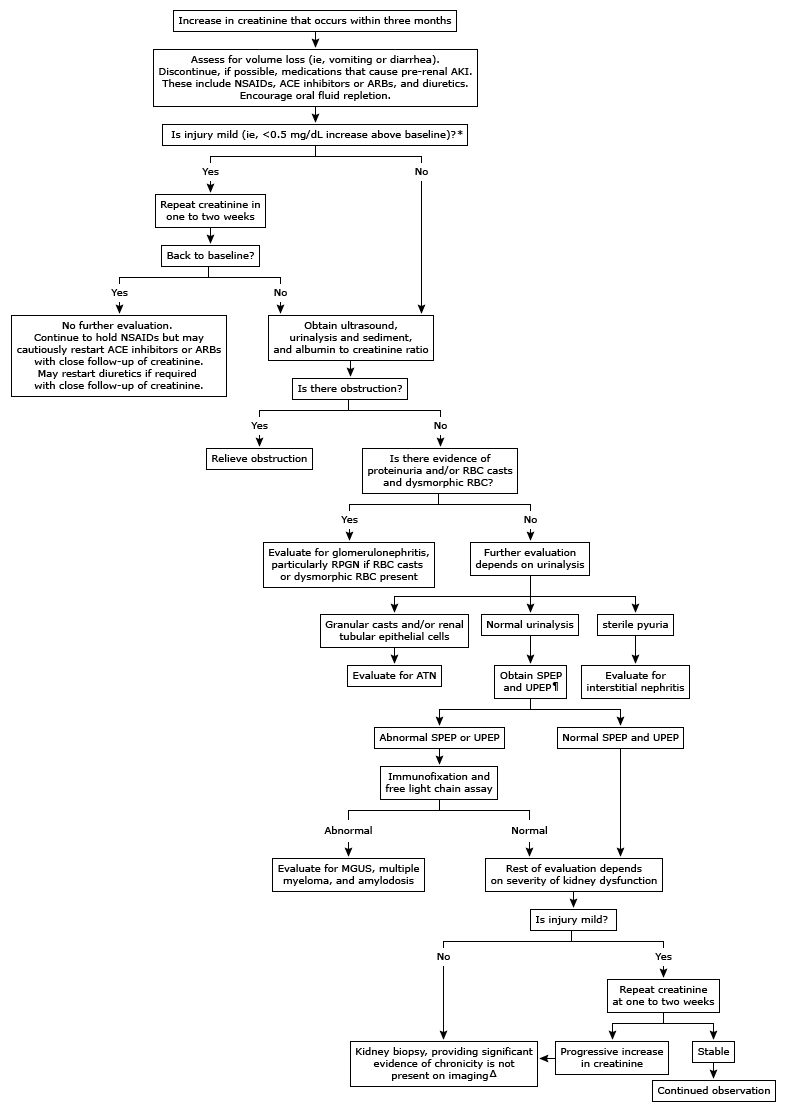 Increase in creatinine that occurs within three months
Assess for volume loss (ie, vomiting or diarrhea).
Discontinue, if possible, medications that cause pre-renal AKI.
These include NSAIDs, ACE inhibitors or ARBs, and diuretics.
Encourage oral fluid repletion.
Is injury mild (ie, <0.5 mg/dL increase above baseline)?*
Yes
No
Repeat creatinine in
one to two weeks
Back to baseline?
Yes
No
No further evaluation.
Continue to hold NSAIDs but may
cautiously restart ACE inhibitors or ARBs
with close follow-up of creatinine.
May restart diuretics if required
with close follow-up of creatinine.
Obtain ultrasound,
urinalysis and sediment,
and albumin to creatinine ratio
Is there obstruction?
Yes
No
Relieve obstruction
Is there evidence of
proteinuria and/or RBC casts
and dysmorphic RBC?
Yes
No
Evaluate for glomerulonephritis,
particularly RPGN if RBC casts
or dysmorphic RBC present
Further evaluation
depends on urinalysis
Granular casts and/or renal
tubular epithelial cells
Normal urinalysis
sterile pyuria
Evaluate for ATN
Obtain SPEP
and UPEP¶
Evaluate for
interstitial nephritis
Abnormal SPEP or UPEP
Normal SPEP and UPEP
Immunofixation and
free light chain assay
Abnormal
Normal
Evaluate for MGUS, multiple
myeloma, and amylodosis
Rest of evaluation depends
on severity of kidney dysfunction
Is injury mild?
No
Yes
Repeat creatinine
at one to two weeks
Kidney biopsy, providing significant
evidence of chronicity is not
present on imagingΔ
Progressive increase
in creatinine
Stable
Continued observation